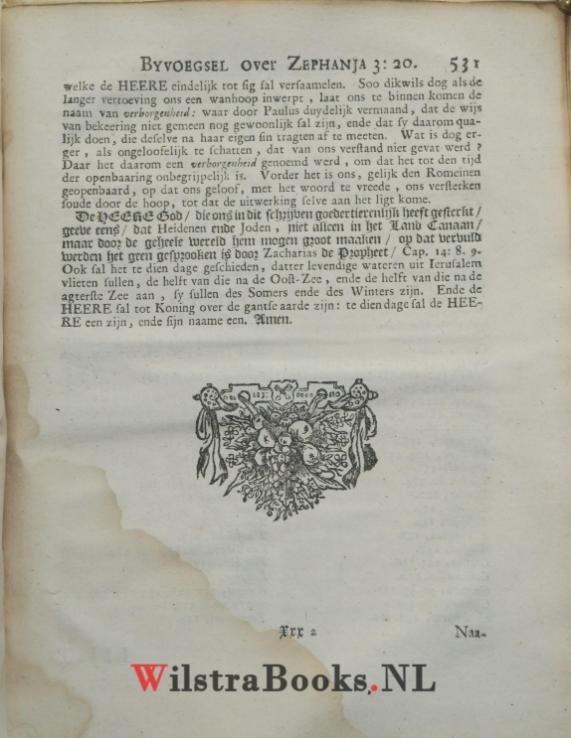 BYVOEGSEL over ZEPHANJA 3: 20. 531
welke de HEERE eindelijk tot sig sal versaamelen. Soo dikwils dog als de
langer vertoeving ons een wanhoop inwerpt, laat ons te binnen komen de
naam van verborgenheid: waar door Paulus duydelijk vermaand, dat de wijs
van bekeering niet gemeen nog gewoonlijk sal zijn, ende dat sy daarom qua-
lijk doen, die deselve na haar eigen sin tragten af te meeten. Wat is dog er-
ger, als ongeloofelijk te schatten, dat van ons verstand niet gevat werd?
Daar het daarom een verborgenheid genoemd werd, om dat het tot den tijd
der openbaaring onbegrijpelijk is. Vorder het is ons, gelijk den Romeinen
geopenbaard, op dat ons geloof, met het woord te vreede, ons versterken
soude door de hoop, tot dat de uitwerking selve aan het ligt kome.
De HEERE God / die ons in dit schrijven goedertierenlijk heeft gesterkt /
geeve eens / dat Heidenen ende Joden, niet alleen in het Land Canaan /
maar door de geheele wereld hem mogen groot maaken / op dat vervuld
werden het geen gesprooken is door Zacharias de Propheet / Cap. 14: 8. 9.
Ook sal het te dien dage geschieden, datter levendige wateren uit Ierusalem
vlieten sullen, de helft van die na de Oost-Zee, ende de helft van die na de
agterste Zee aan, sy sullen des Somers ende des Winters zijn. Ende de
HEERE sal tot Koning over de gantse aarde zijn: te dien dage sal de HEE-
RE een zijn, ende sijn naame een. Amen.
Xxx 2 Naa-
WilstraBooks.NL